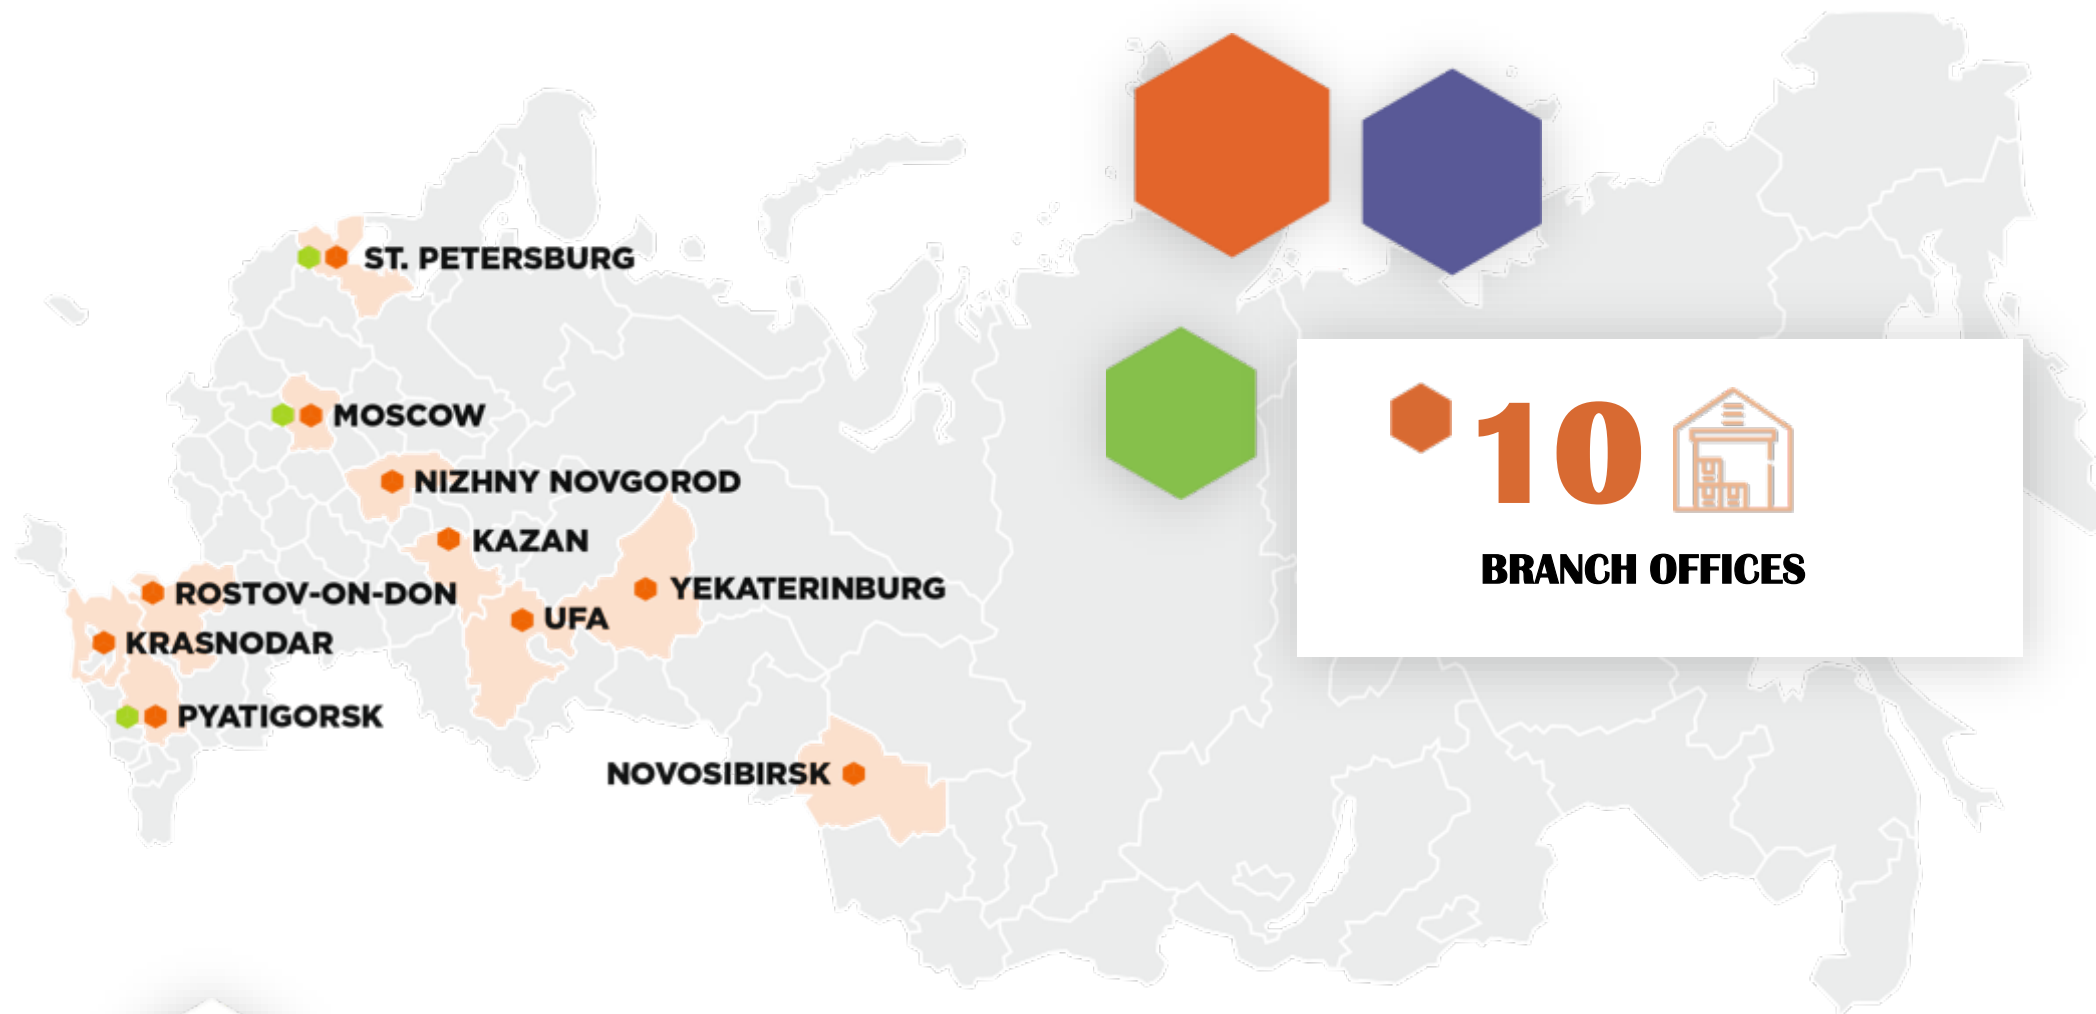 ST. PETERSBURG
MOSCOW
NIZHNY NOVGOROD
KAZAN
ROSTOV-ON-DON
YEKATERINBURG
UFA
KRASNODAR
PYATIGORSK
NOVOSIBIRSK
10
BRANCH OFFICES